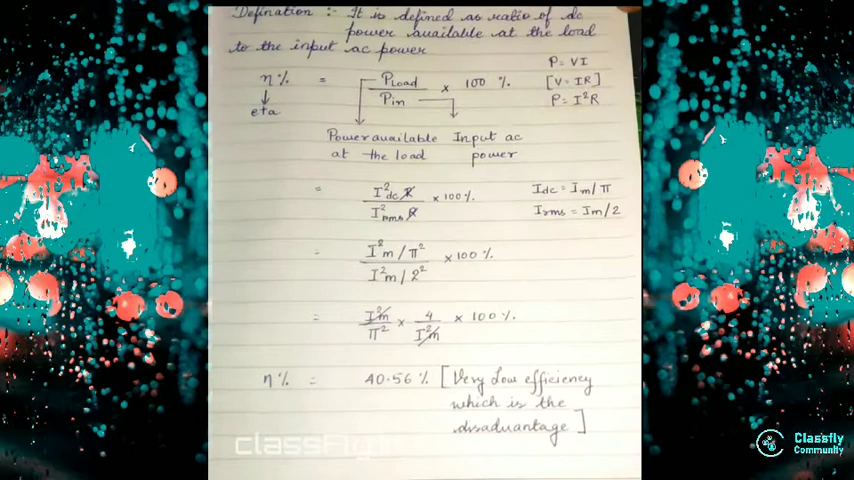 Defination :- It is defined as ratio of dc
power available at the load
to the input ac power
P = VI
η% = PLoad / Pin × 100 %.
[V = IR]
P = I²R
eta
Power available Input ac
at the load power
= I²dc R / I²rms R × 100%.
Idc = Im/π
Irms = Im/2
= I²m/π² / I²m/2² × 100 %.
= I²m / π² × 4 / I²m × 100 %.
η% = 40.56 % [Very Low efficiency
which is the
disadvantage]
classfly.in
Classfly
Community